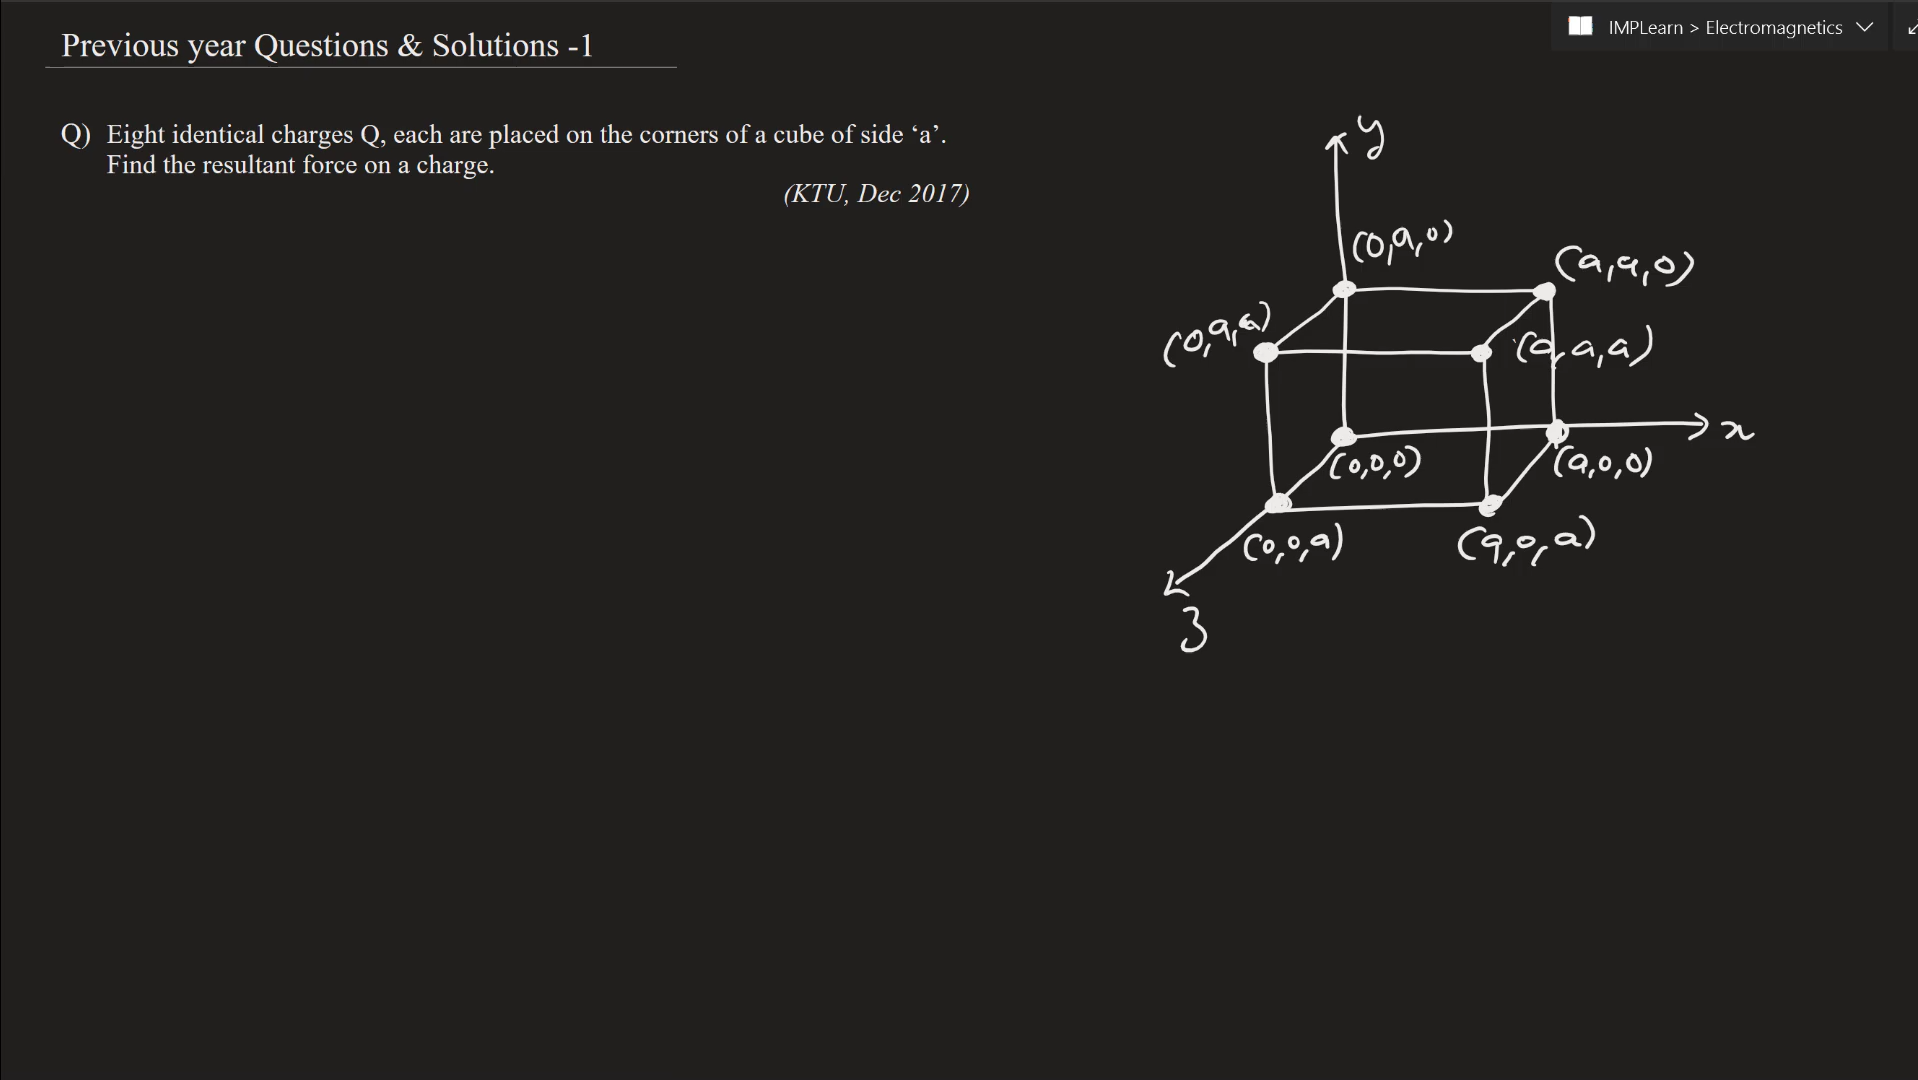 Previous year Questions & Solutions -1
IMPLearn > Electromagnetics
Q) Eight identical charges Q, each are placed on the corners of a cube of side ‘a’.
Find the resultant force on a charge.
(KTU, Dec 2017)
y
(0,a,0)
(a,a,0)
(0,a,a)
(a,a,a)
x
(0,0,0)
(a,0,0)
(0,0,a)
(a,0,a)
z